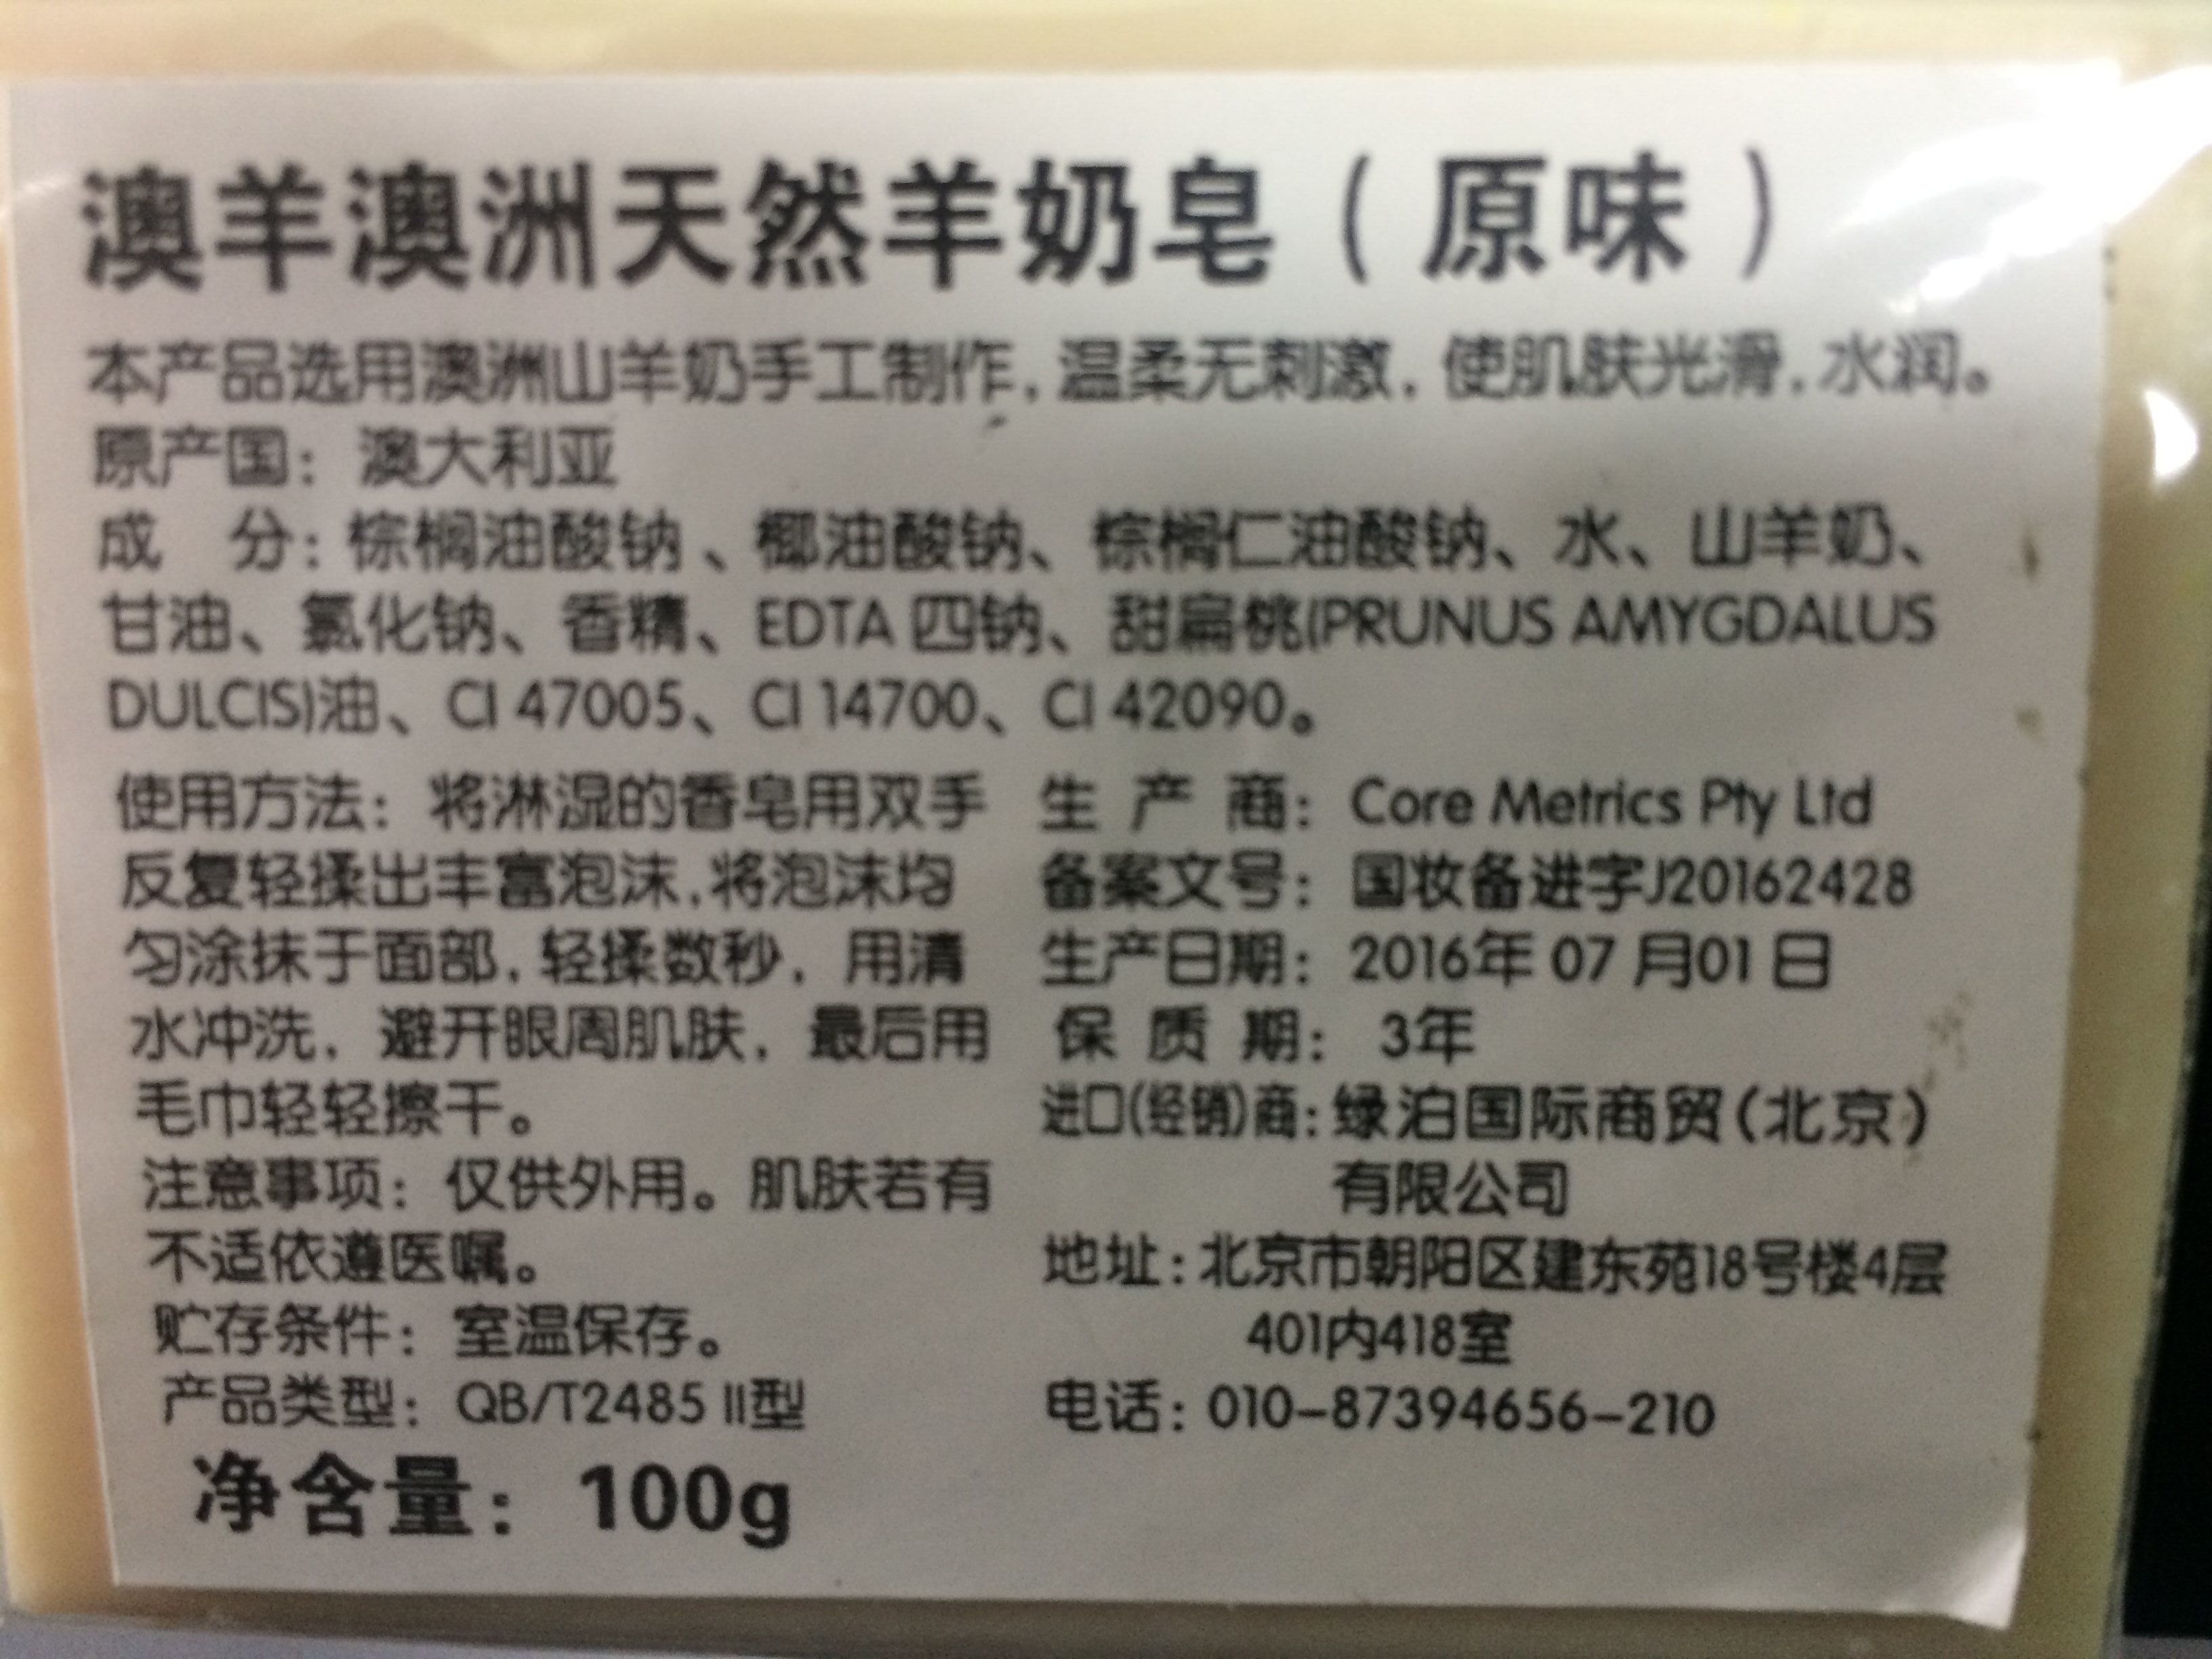 澳羊澳洲天然羊奶皂（原味）
本产品选用澳洲山羊奶手工制作,温柔无刺激,使肌肤光滑,水润。
原产国：澳大利亚
成　分：棕榈油酸钠、椰油酸钠、棕榈仁油酸钠、水、山羊奶、
甘油、氯化钠、香精、EDTA 四钠、甜扁桃(PRUNUS AMYGDALUS
DULCIS)油、CI 47005、CI 14700、CI 42090。
使用方法：将淋湿的香皂用双手
反复轻揉出丰富泡沫,将泡沫均
匀涂抹于面部,轻揉数秒,用清
水冲洗,避开眼周肌肤,最后用
毛巾轻轻擦干。
注意事项：仅供外用。肌肤若有
不适依遵医嘱。
贮存条件：室温保存。
产品类型：QB/T2485 II型
净含量：100g
生 产 商：Core Metrics Pty Ltd
备案文号：国妆备进字J20162428
生产日期：2016年 07 月01 日
保 质 期：3年
进口(经销)商：绿泊国际商贸(北京)
有限公司
地址：北京市朝阳区建东苑18号楼4层
401内418室
电话：010-87394656-210